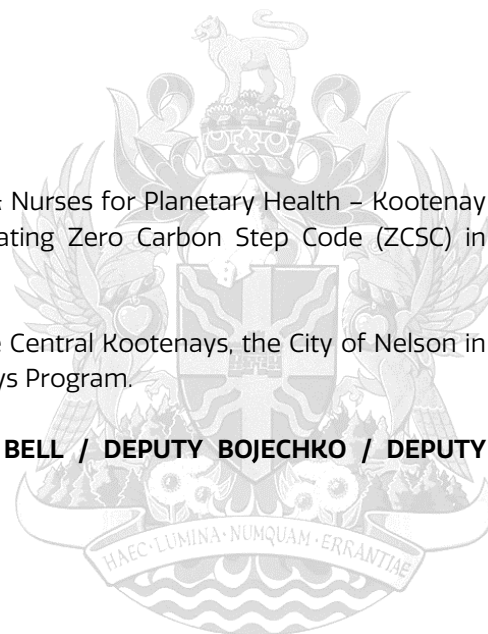 Nurses for Planetary Health – Kootenay
ating Zero Carbon Step Code (ZCSC) in
Central Kootenays, the City of Nelson in
ys Program.
BELL / DEPUTY BOJECHKO / DEPUTY
HAEC·LUMINA·NUMQUAM·ERRANTIAE